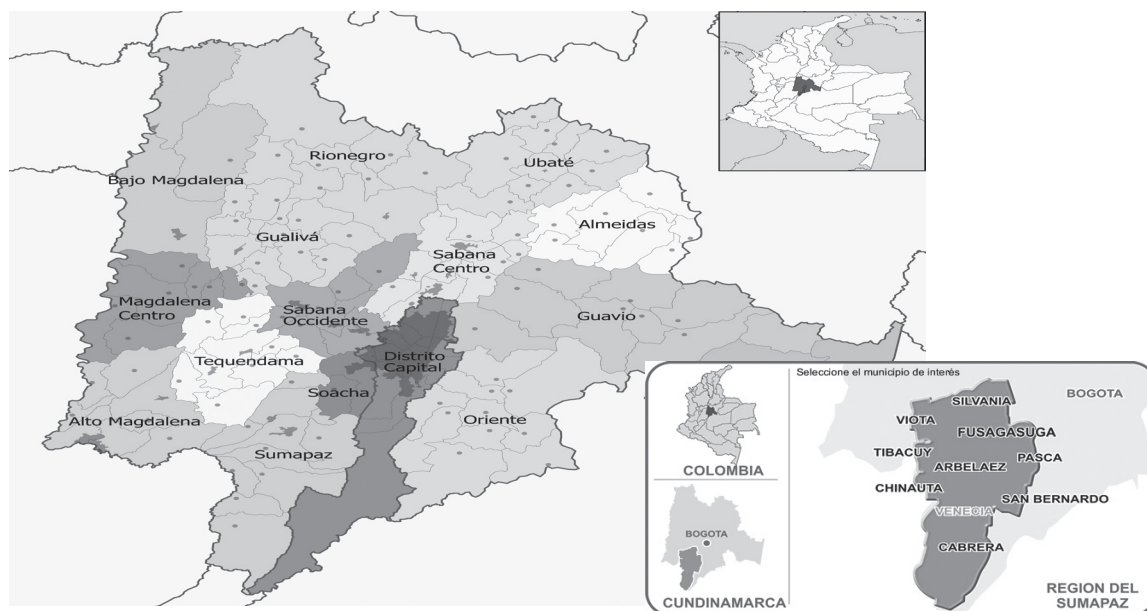 Rionegro
Ubaté
Bajo Magdalena
Almeidas
Gualivá
Sabana
Centro
Magdalena
Centro
Sabana
Occidente
Guavio
Tequendama
Distrito
Capital
Soacha
Alto Magdalena
Oriente
Sumapaz
Seleccione el municipio de interés
COLOMBIA
BOGOTA
CUNDINAMARCA
SILVANIA
BOGOTA
VIOTA
FUSAGASUGA
TIBACUY
PASCA
ARBELAEZ
CHINAUTA
SAN BERNARDO
VENECIA
CABRERA
REGION DEL
SUMAPAZ